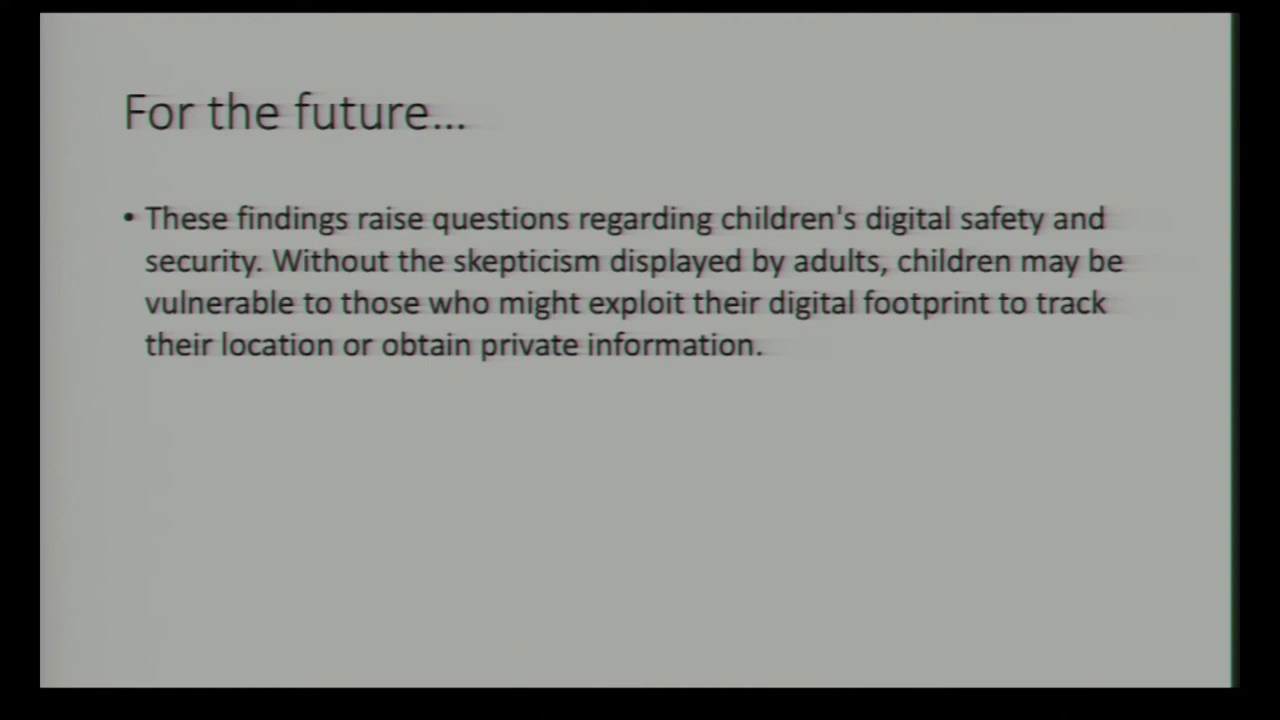 For the future...
• These findings raise questions regarding children's digital safety and
security. Without the skepticism displayed by adults, children may be
vulnerable to those who might exploit their digital footprint to track
their location or obtain private information.